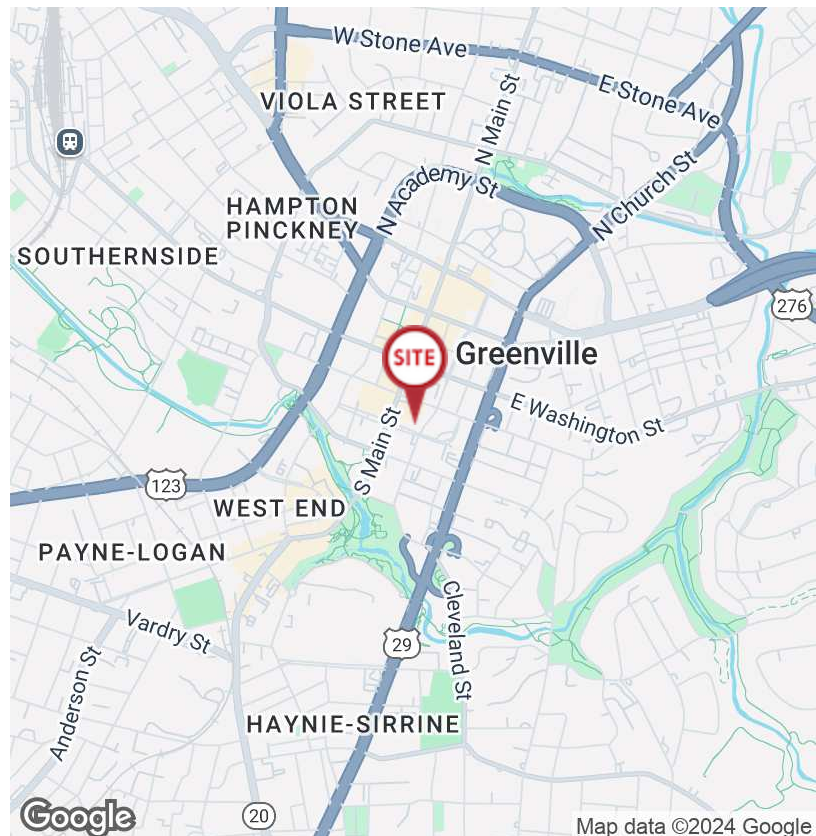 W Stone Ave
E Stone Ave
VIOLA STREET
N Main St
N Academy St
N Church St
HAMPTON
PINCKNEY
SOUTHERNSIDE
276
SITE
Greenville
E Washington St
S Main St
123
WEST END
PAYNE-LOGAN
Cleveland St
Vardry St
29
Anderson St
HAYNIE-SIRRINE
20
Google
Map data ©2024 Google